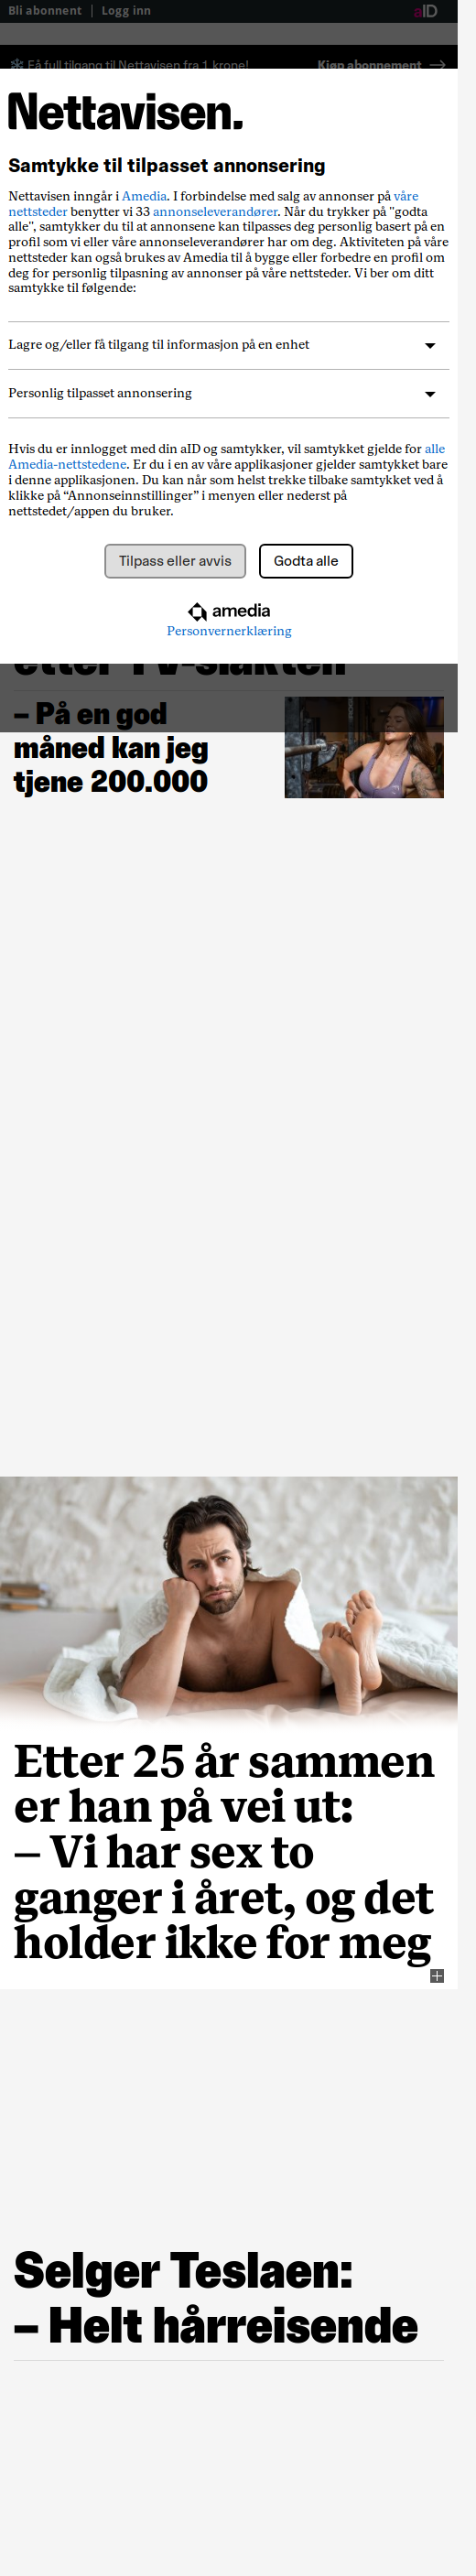 Bli abonnent | Logg inn
aID
Få full tilgang til Nettavisen fra 1 krone!
Kjøp abonnement
Nettavisen.
Samtykke til tilpasset annonsering
Nettavisen inngår i Amedia. I forbindelse med salg av annonser på våre
nettsteder benytter vi 33 annonseleverandører. Når du trykker på "godta
alle", samtykker du til at annonsene kan tilpasses deg personlig basert på en
profil som vi eller våre annonseleverandører har om deg. Aktiviteten på våre
nettsteder kan også brukes av Amedia til å bygge eller forbedre en profil om
deg for personlig tilpasning av annonser på våre nettsteder. Vi ber om ditt
samtykke til følgende:
Lagre og/eller få tilgang til informasjon på en enhet
Personlig tilpasset annonsering
Hvis du er innlogget med din aID og samtykker, vil samtykket gjelde for alle
Amedia-nettstedene. Er du i en av våre applikasjoner gjelder samtykket bare
i denne applikasjonen. Du kan når som helst trekke tilbake samtykket ved å
klikke på “Annonseinnstillinger” i menyen eller nederst på
nettstedet/appen du bruker.
Tilpass eller avvis
Godta alle
amedia
Personvernerklæring
etter TV-slakten
– På en god
måned kan jeg
tjene 200.000
Etter 25 år sammen
er han på vei ut:
– Vi har sex to
ganger i året, og det
holder ikke for meg
Selger Teslaen:
– Helt hårreisende